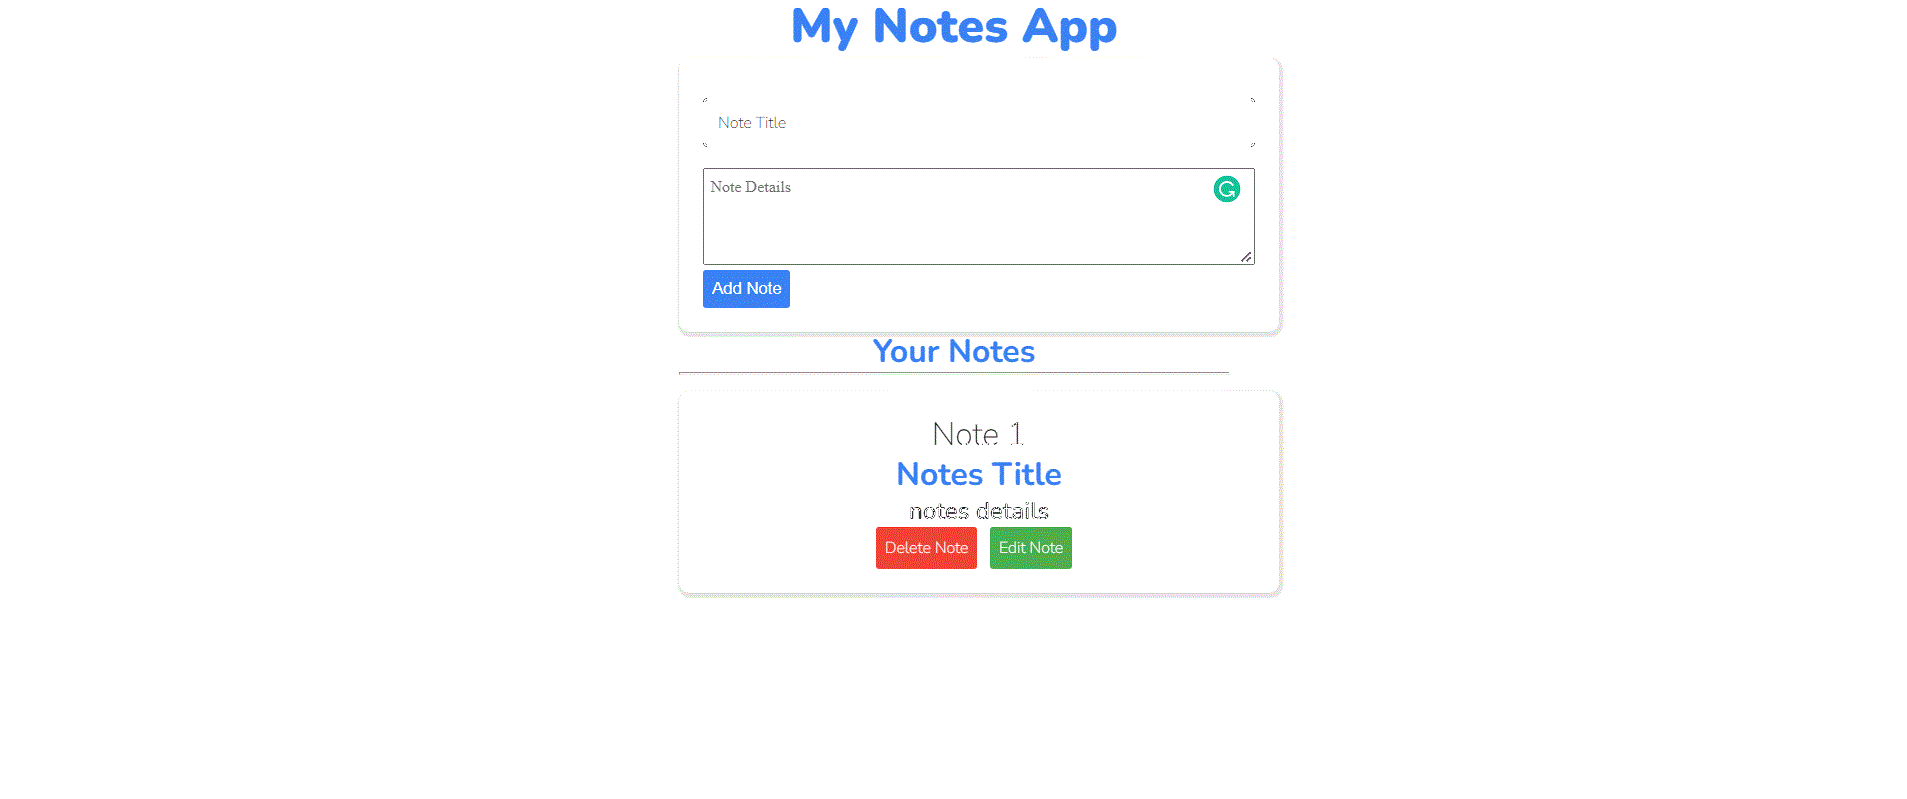 My Notes App
Note Title
Note Details
Add Note
Your Notes
Note 1
Notes Title
notes details
Delete Note Edit Note